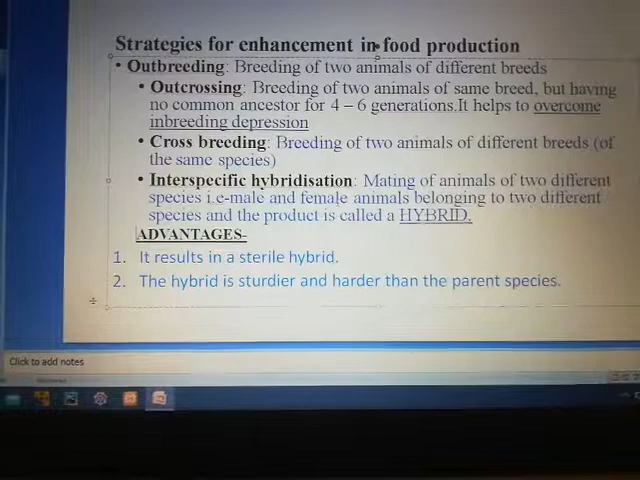 Strategies for enhancement in food production
• Outbreeding: Breeding of two animals of different breeds
• Outcrossing: Breeding of two animals of same breed, but having
no common ancestor for 4 – 6 generations.It helps to overcome
inbreeding depression
• Cross breeding: Breeding of two animals of different breeds (of
the same species)
• Interspecific hybridisation: Mating of animals of two different
species i.e-male and female animals belonging to two different
species and the product is called a HYBRID.
ADVANTAGES-
1. It results in a sterile hybrid.
2. The hybrid is sturdier and harder than the parent species.
Click to add notes